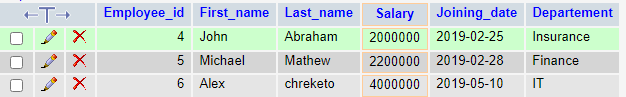 Employee_id First_name Last_name Salary Joining_date Departement
4 John Abraham 2000000 2019-02-25 Insurance
5 Michael Mathew 2200000 2019-02-28 Finance
6 Alex chreketo 4000000 2019-05-10 IT